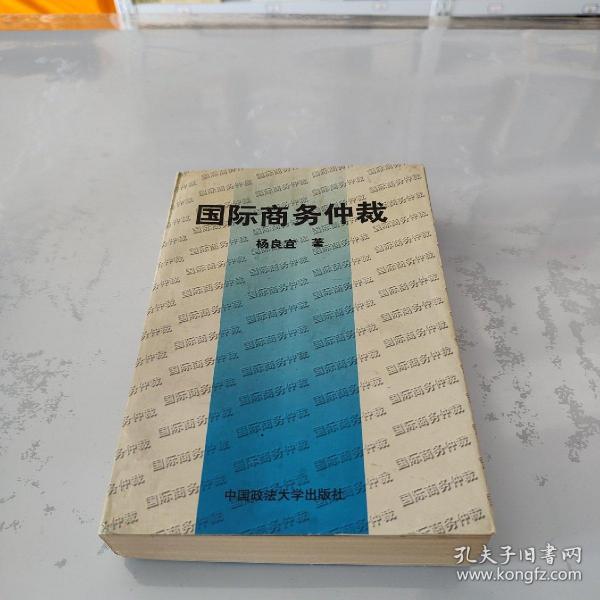 国际商务仲裁
杨良宜 著
中国政法大学出版社
孔夫子旧书网
www.kongfz.com